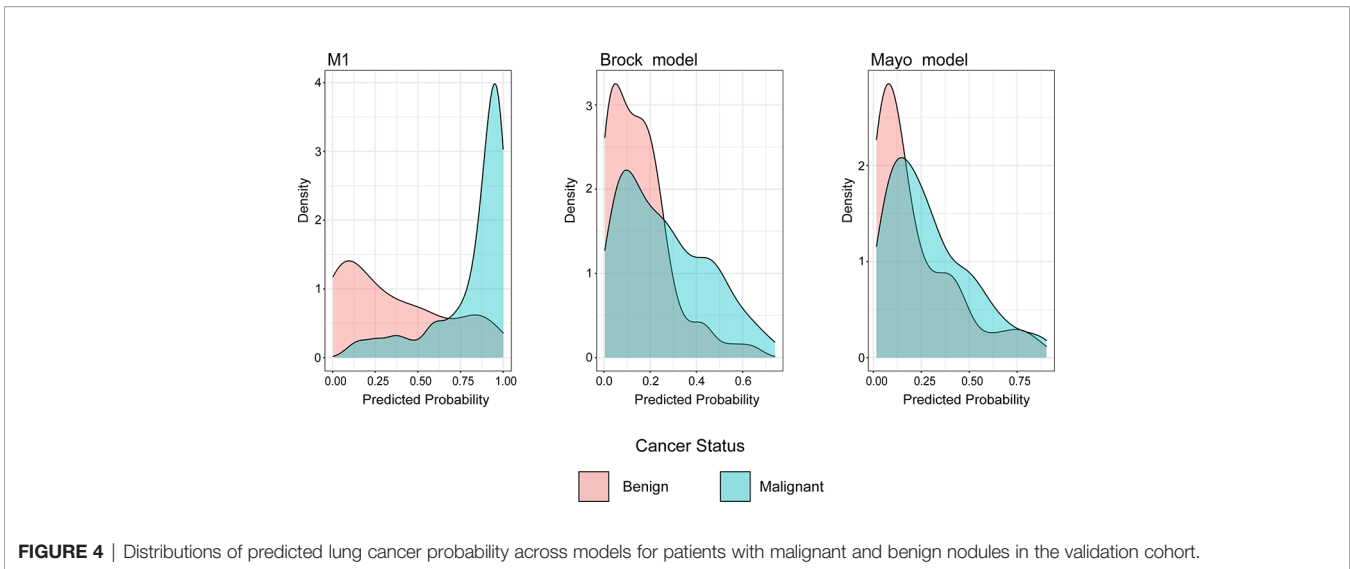 M1
Brock model
Mayo model
4
3
2
1
0
Density
0.00 0.25 0.50 0.75 1.00
Predicted Probability
3
2
1
0
Density
0.0 0.2 0.4 0.6
Predicted Probability
2
1
0
Density
0.00 0.25 0.50 0.75
Predicted Probability
Cancer Status
Benign
Malignant
FIGURE 4 | Distributions of predicted lung cancer probability across models for patients with malignant and benign nodules in the validation cohort.